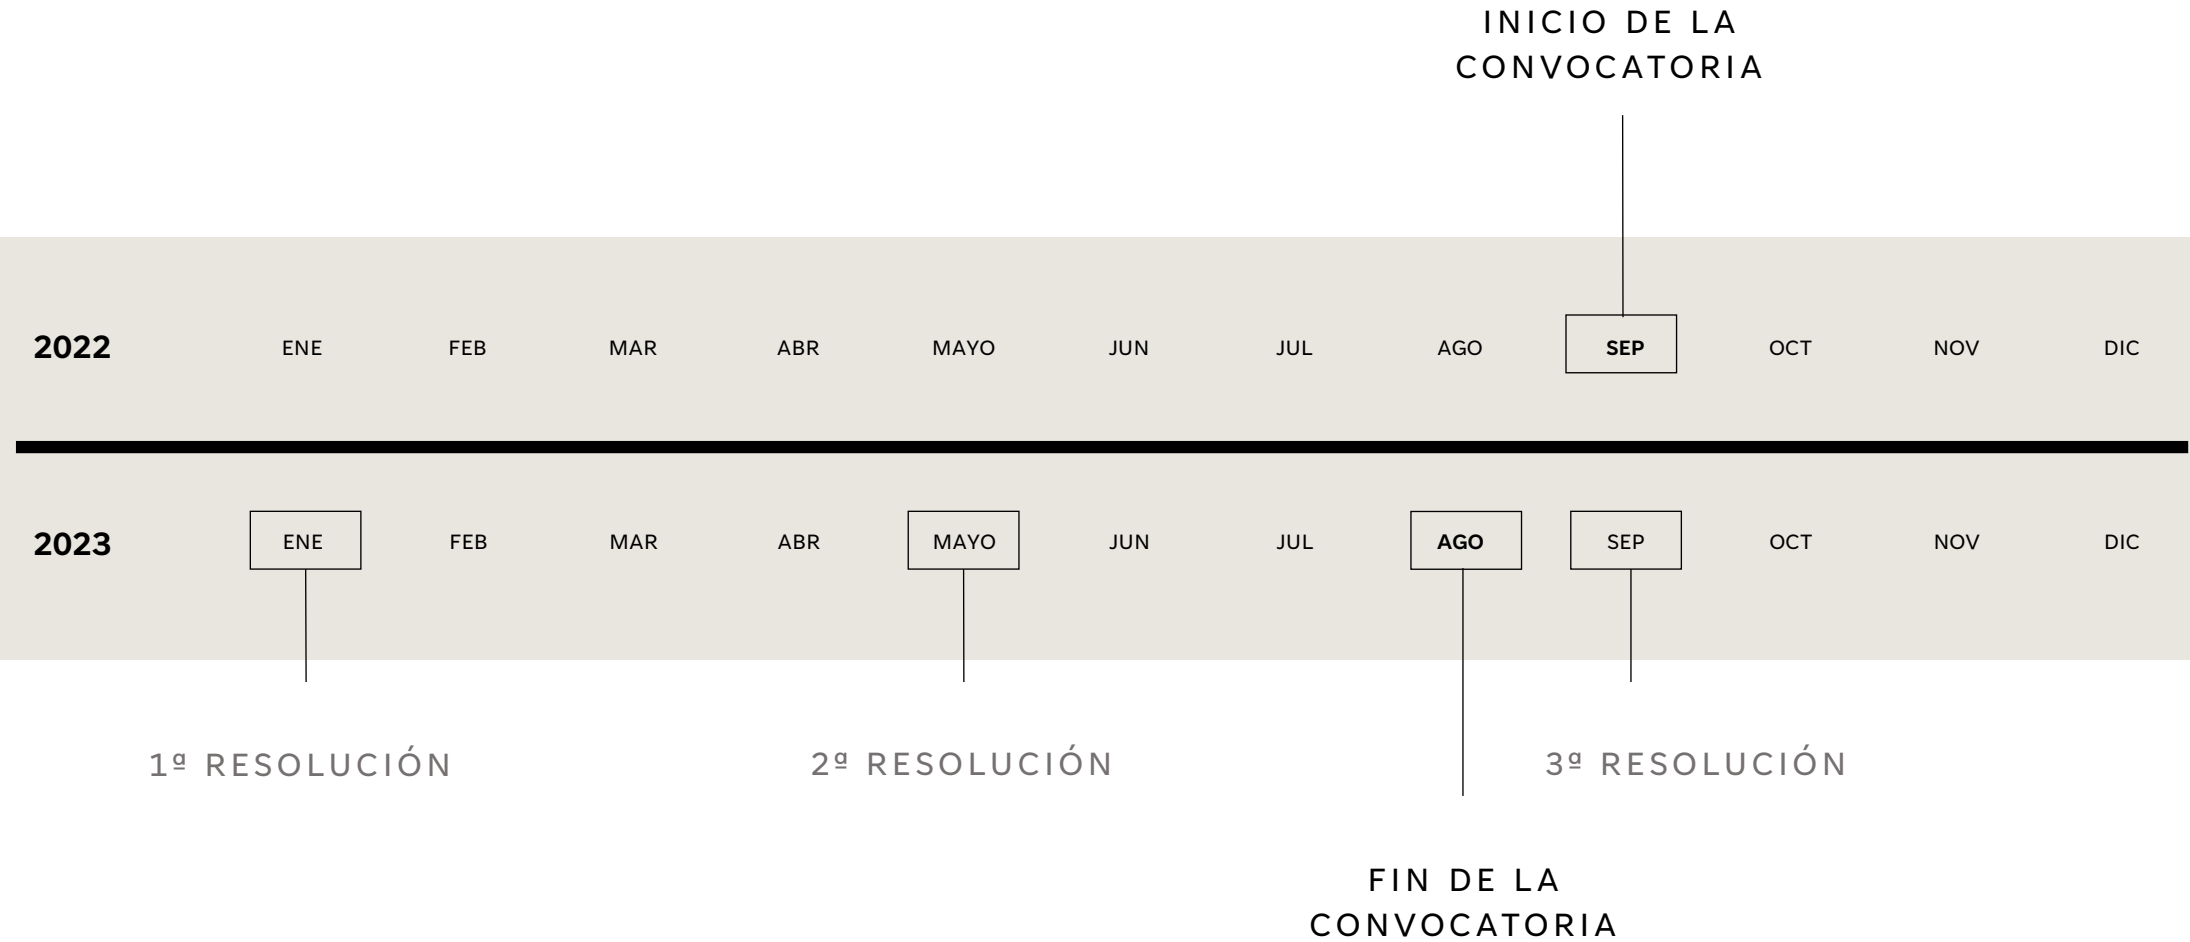 INICIO DE LA
CONVOCATORIA
2022 ENE FEB MAR ABR MAYO JUN JUL AGO SEP OCT NOV DIC
2023 ENE FEB MAR ABR MAYO JUN JUL AGO SEP OCT NOV DIC
1ª RESOLUCIÓN 2ª RESOLUCIÓN 3ª RESOLUCIÓN
FIN DE LA
CONVOCATORIA